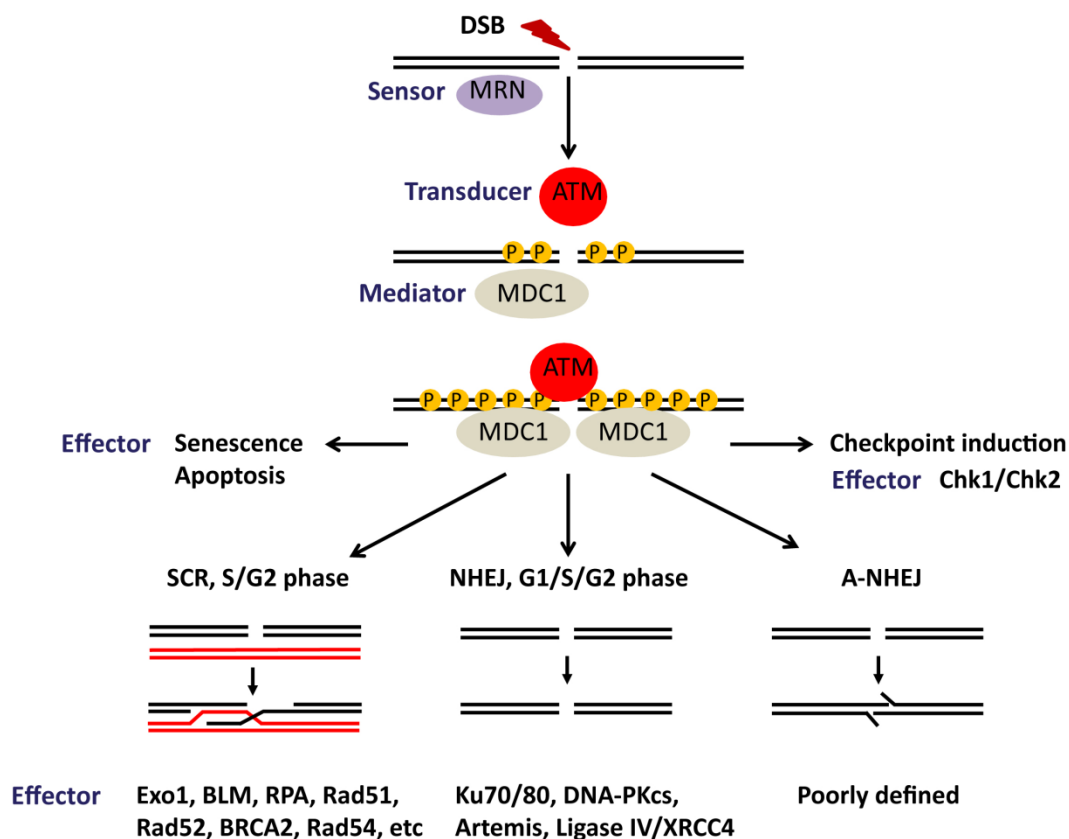 DSB
Sensor MRN
Transducer ATM
P P P P
Mediator MDC1
ATM
P P P P P P P P P P
MDC1 MDC1
Effector Senescence
Apoptosis
Checkpoint induction
Effector Chk1/Chk2
SCR, S/G2 phase
NHEJ, G1/S/G2 phase
A-NHEJ
Effector
Exo1, BLM, RPA, Rad51,
Rad52, BRCA2, Rad54, etc
Ku70/80, DNA-PKcs,
Artemis, Ligase IV/XRCC4
Poorly defined